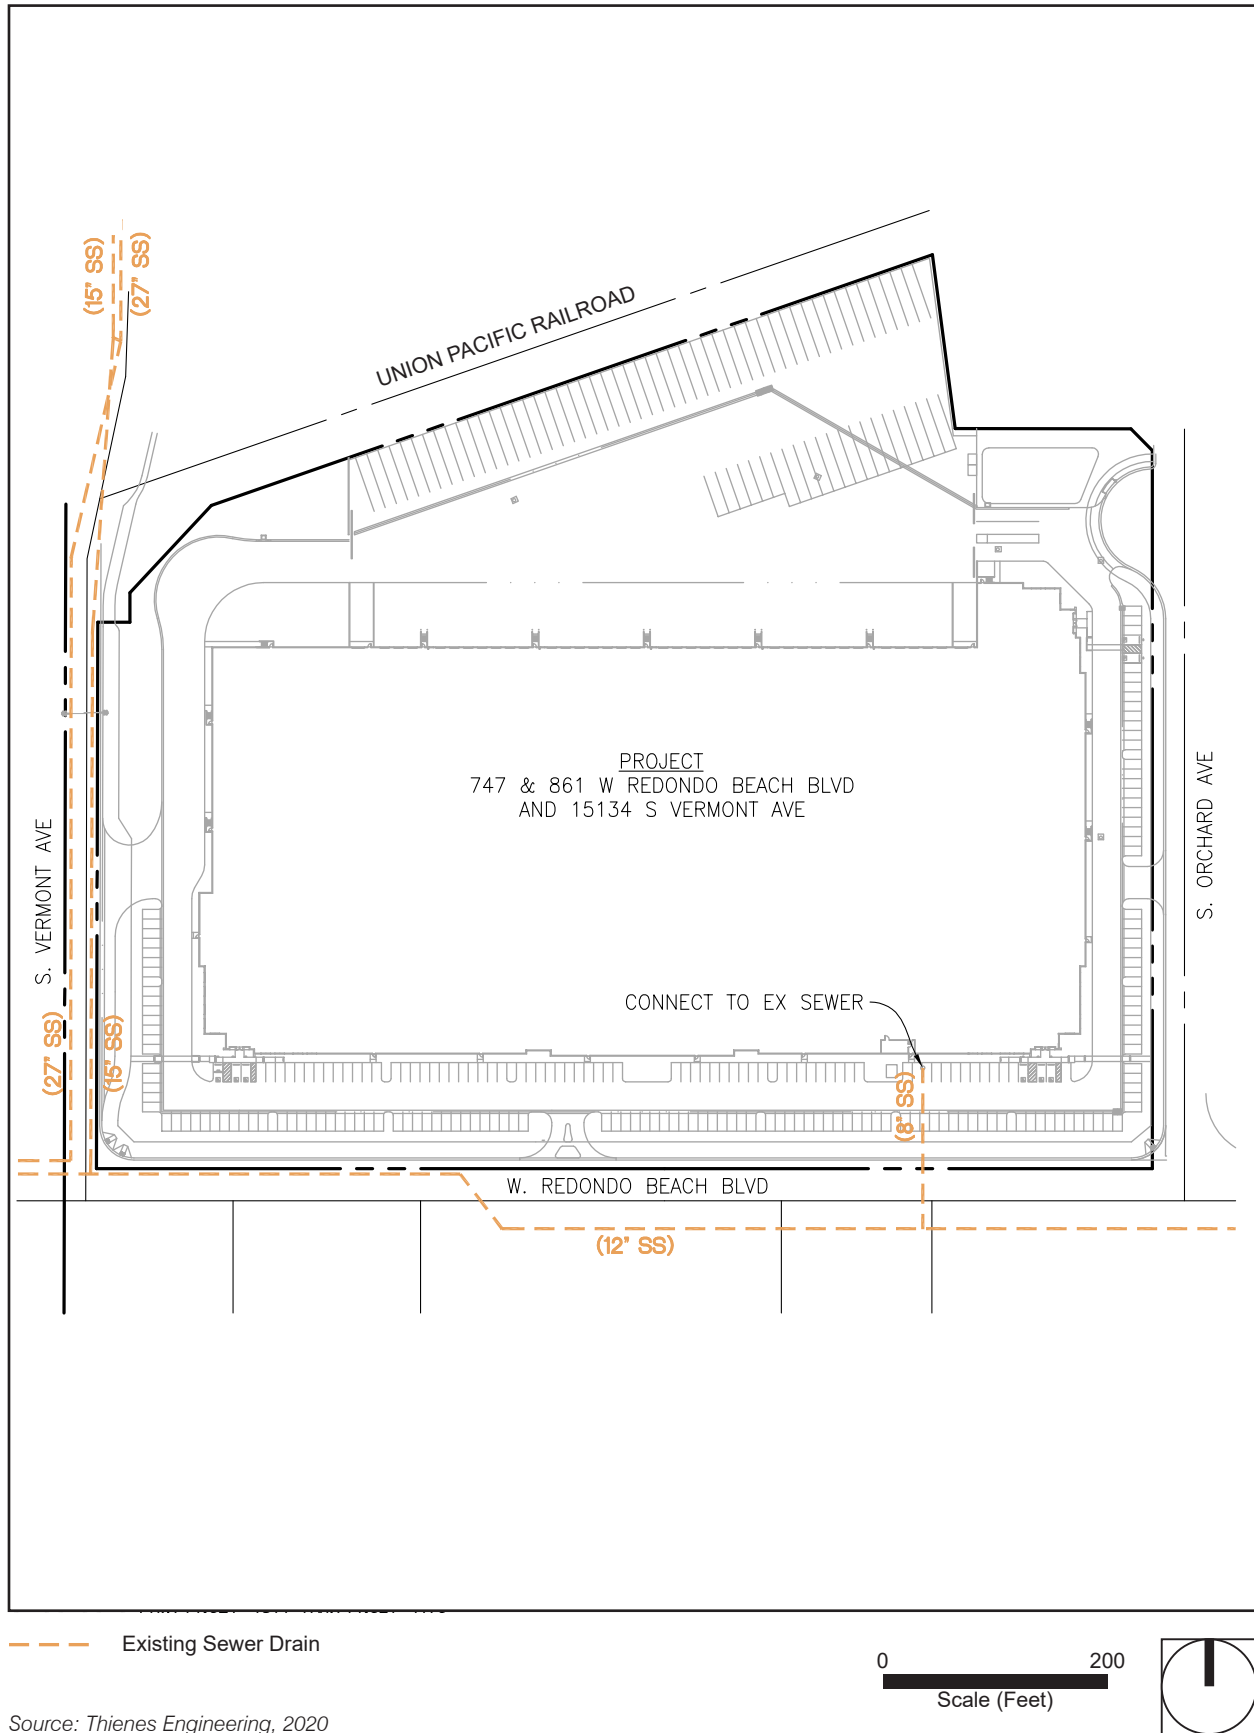 (15" SS)
(27" SS)
UNION PACIFIC RAILROAD
PROJECT
747 & 861 W REDONDO BEACH BLVD
AND 15134 S VERMONT AVE
S. VERMONT AVE
S. ORCHARD AVE
CONNECT TO EX SEWER
(27" SS)
(15" SS)
(8" SS)
W. REDONDO BEACH BLVD
(12" SS)
Existing Sewer Drain
0 200
Scale (Feet)
Source: Thienes Engineering, 2020